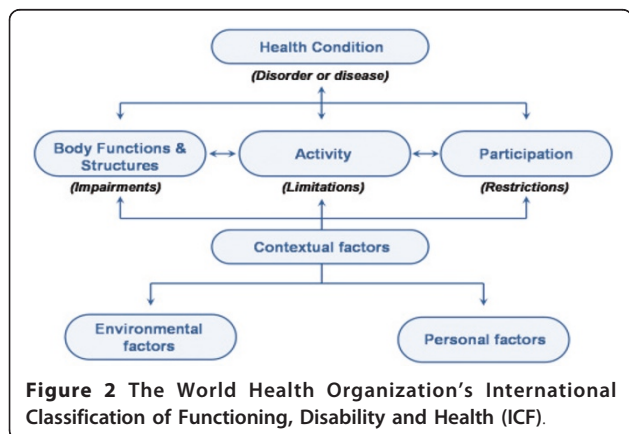 Health Condition
(Disorder or disease)
Body Functions &
Structures
Activity
Participation
(Impairments)
(Limitations)
(Restrictions)
Contextual factors
Environmental
factors
Personal factors
Figure 2 The World Health Organization's International
Classification of Functioning, Disability and Health (ICF).